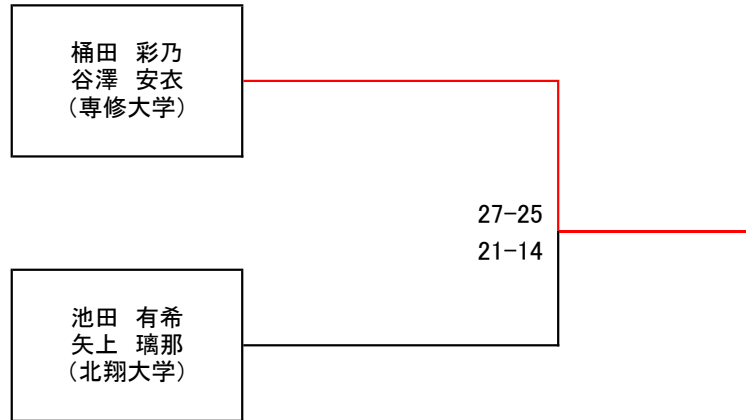 桶田　彩乃
谷澤　安衣
（専修大学）
27-25
21-14
池田　有希
矢上　璃那
（北翔大学）